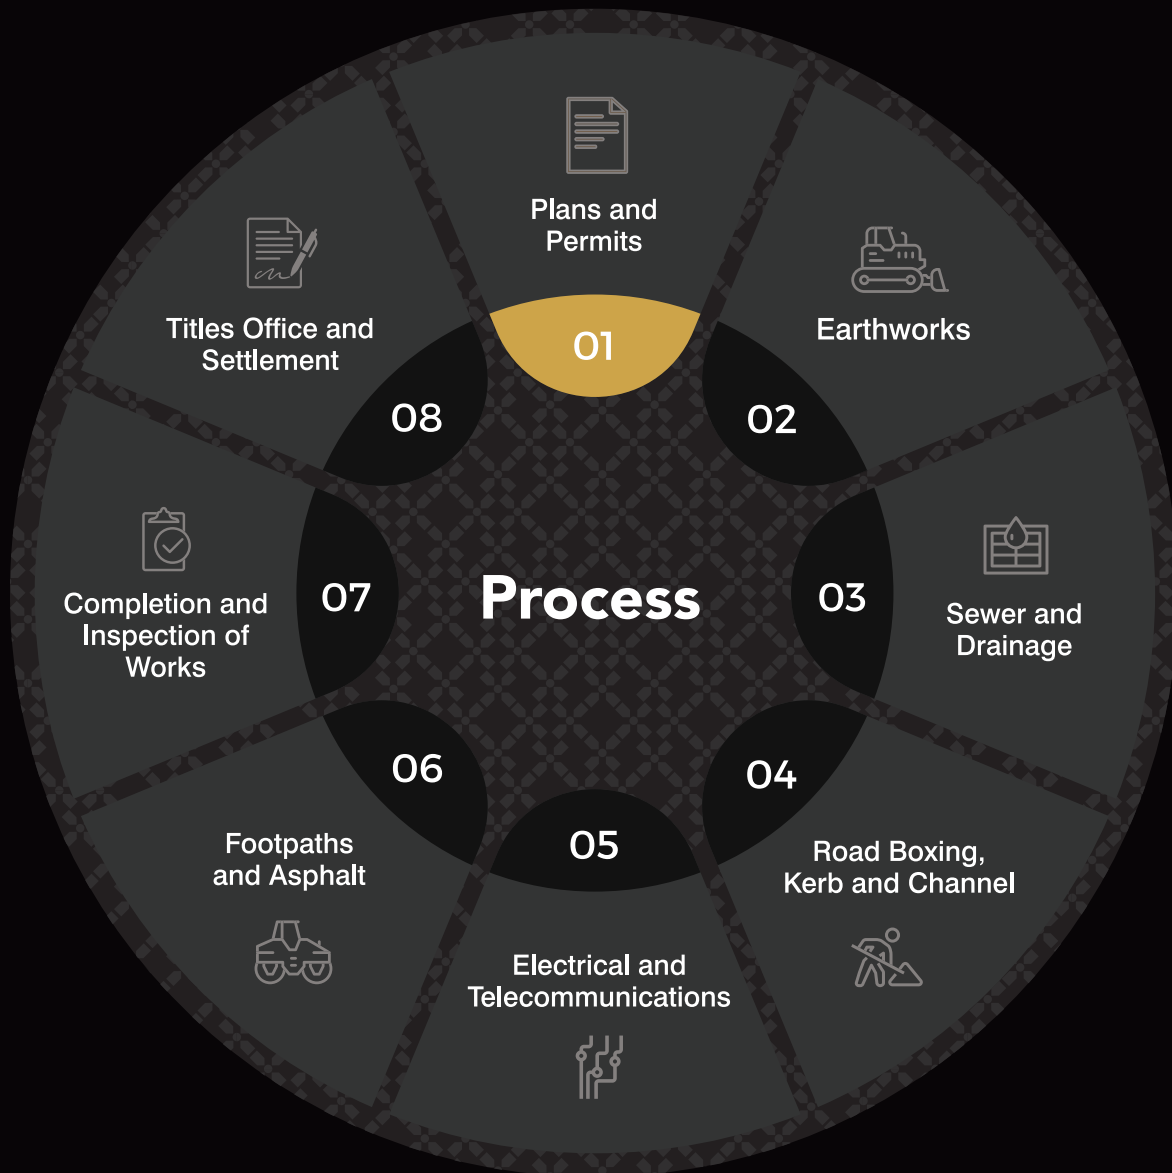 Process
01
Plans and
Permits
02
Earthworks
03
Sewer and
Drainage
04
Road Boxing,
Kerb and Channel
05
Electrical and
Telecommunications
06
Footpaths
and Asphalt
07
Completion and
Inspection of
Works
08
Titles Office and
Settlement